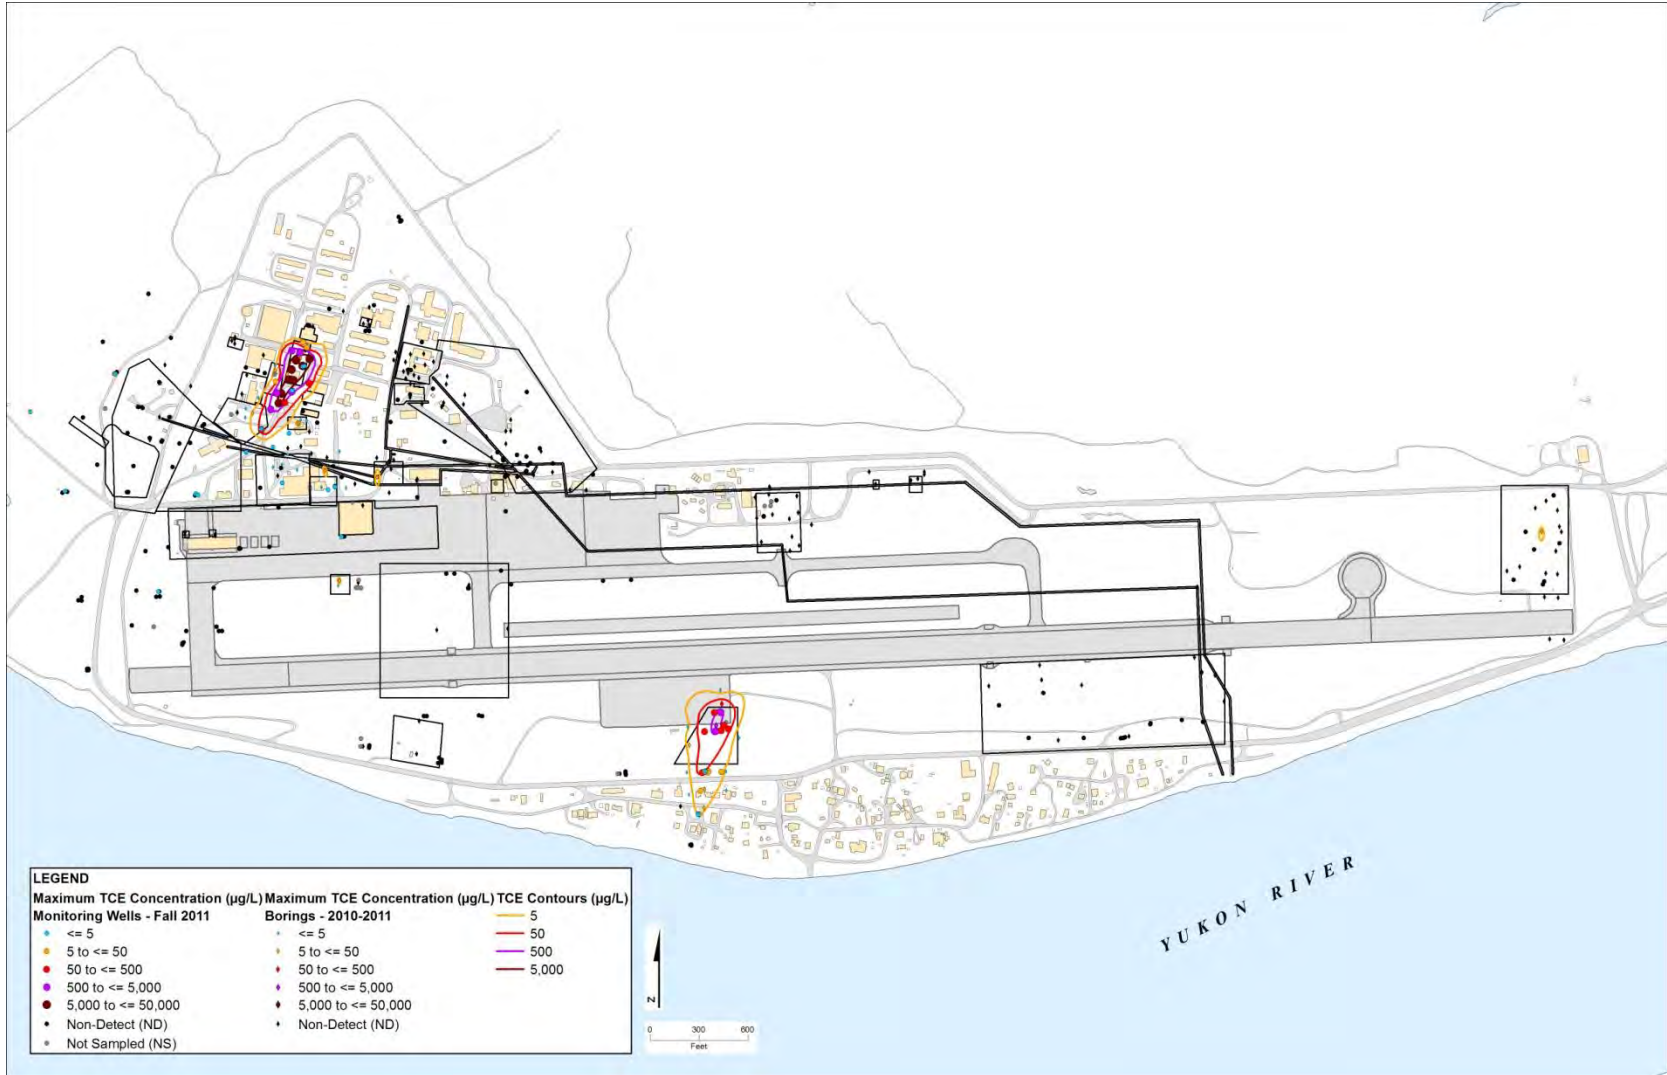 YUKON RIVER
LEGEND
Maximum TCE Concentration (µg/L) Maximum TCE Concentration (µg/L) TCE Contours (µg/L)
Monitoring Wells - Fall 2011 Borings - 2010-2011 5
<= 5 <= 5 50
5 to <= 50 5 to <= 50 500
50 to <= 500 50 to <= 500 5,000
500 to <= 5,000 500 to <= 5,000
5,000 to <= 50,000 5,000 to <= 50,000
Non-Detect (ND) Non-Detect (ND)
Not Sampled (NS)
N
0 300 600
Feet